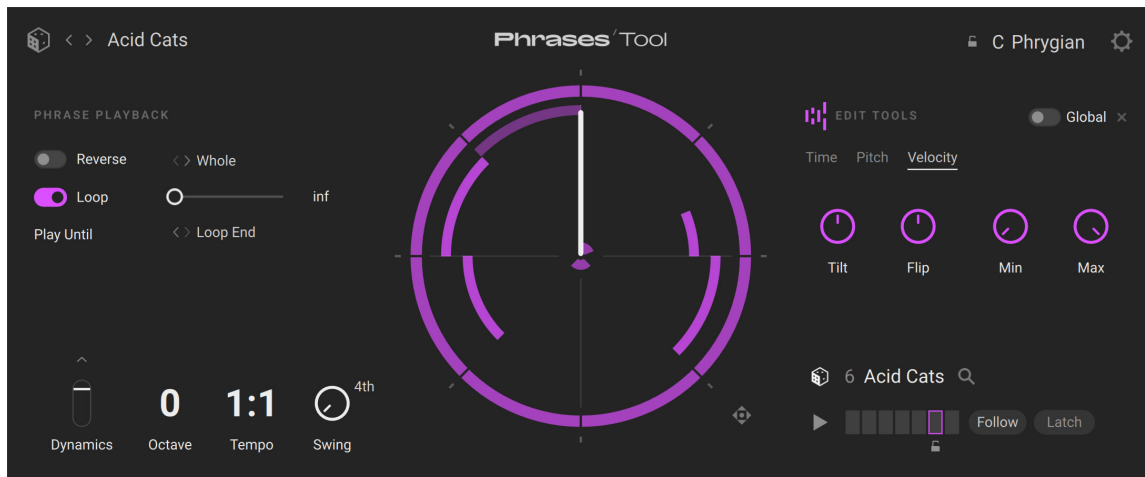 Acid Cats
Phrases'Tool
C Phrygian
PHRASE PLAYBACK
Reverse
Whole
Loop
inf
Play Until
Loop End
EDIT TOOLS
Global
Time Pitch Velocity
Tilt Flip Min Max
0 1:1 4th
Dynamics Octave Tempo Swing
6 Acid Cats
Follow Latch